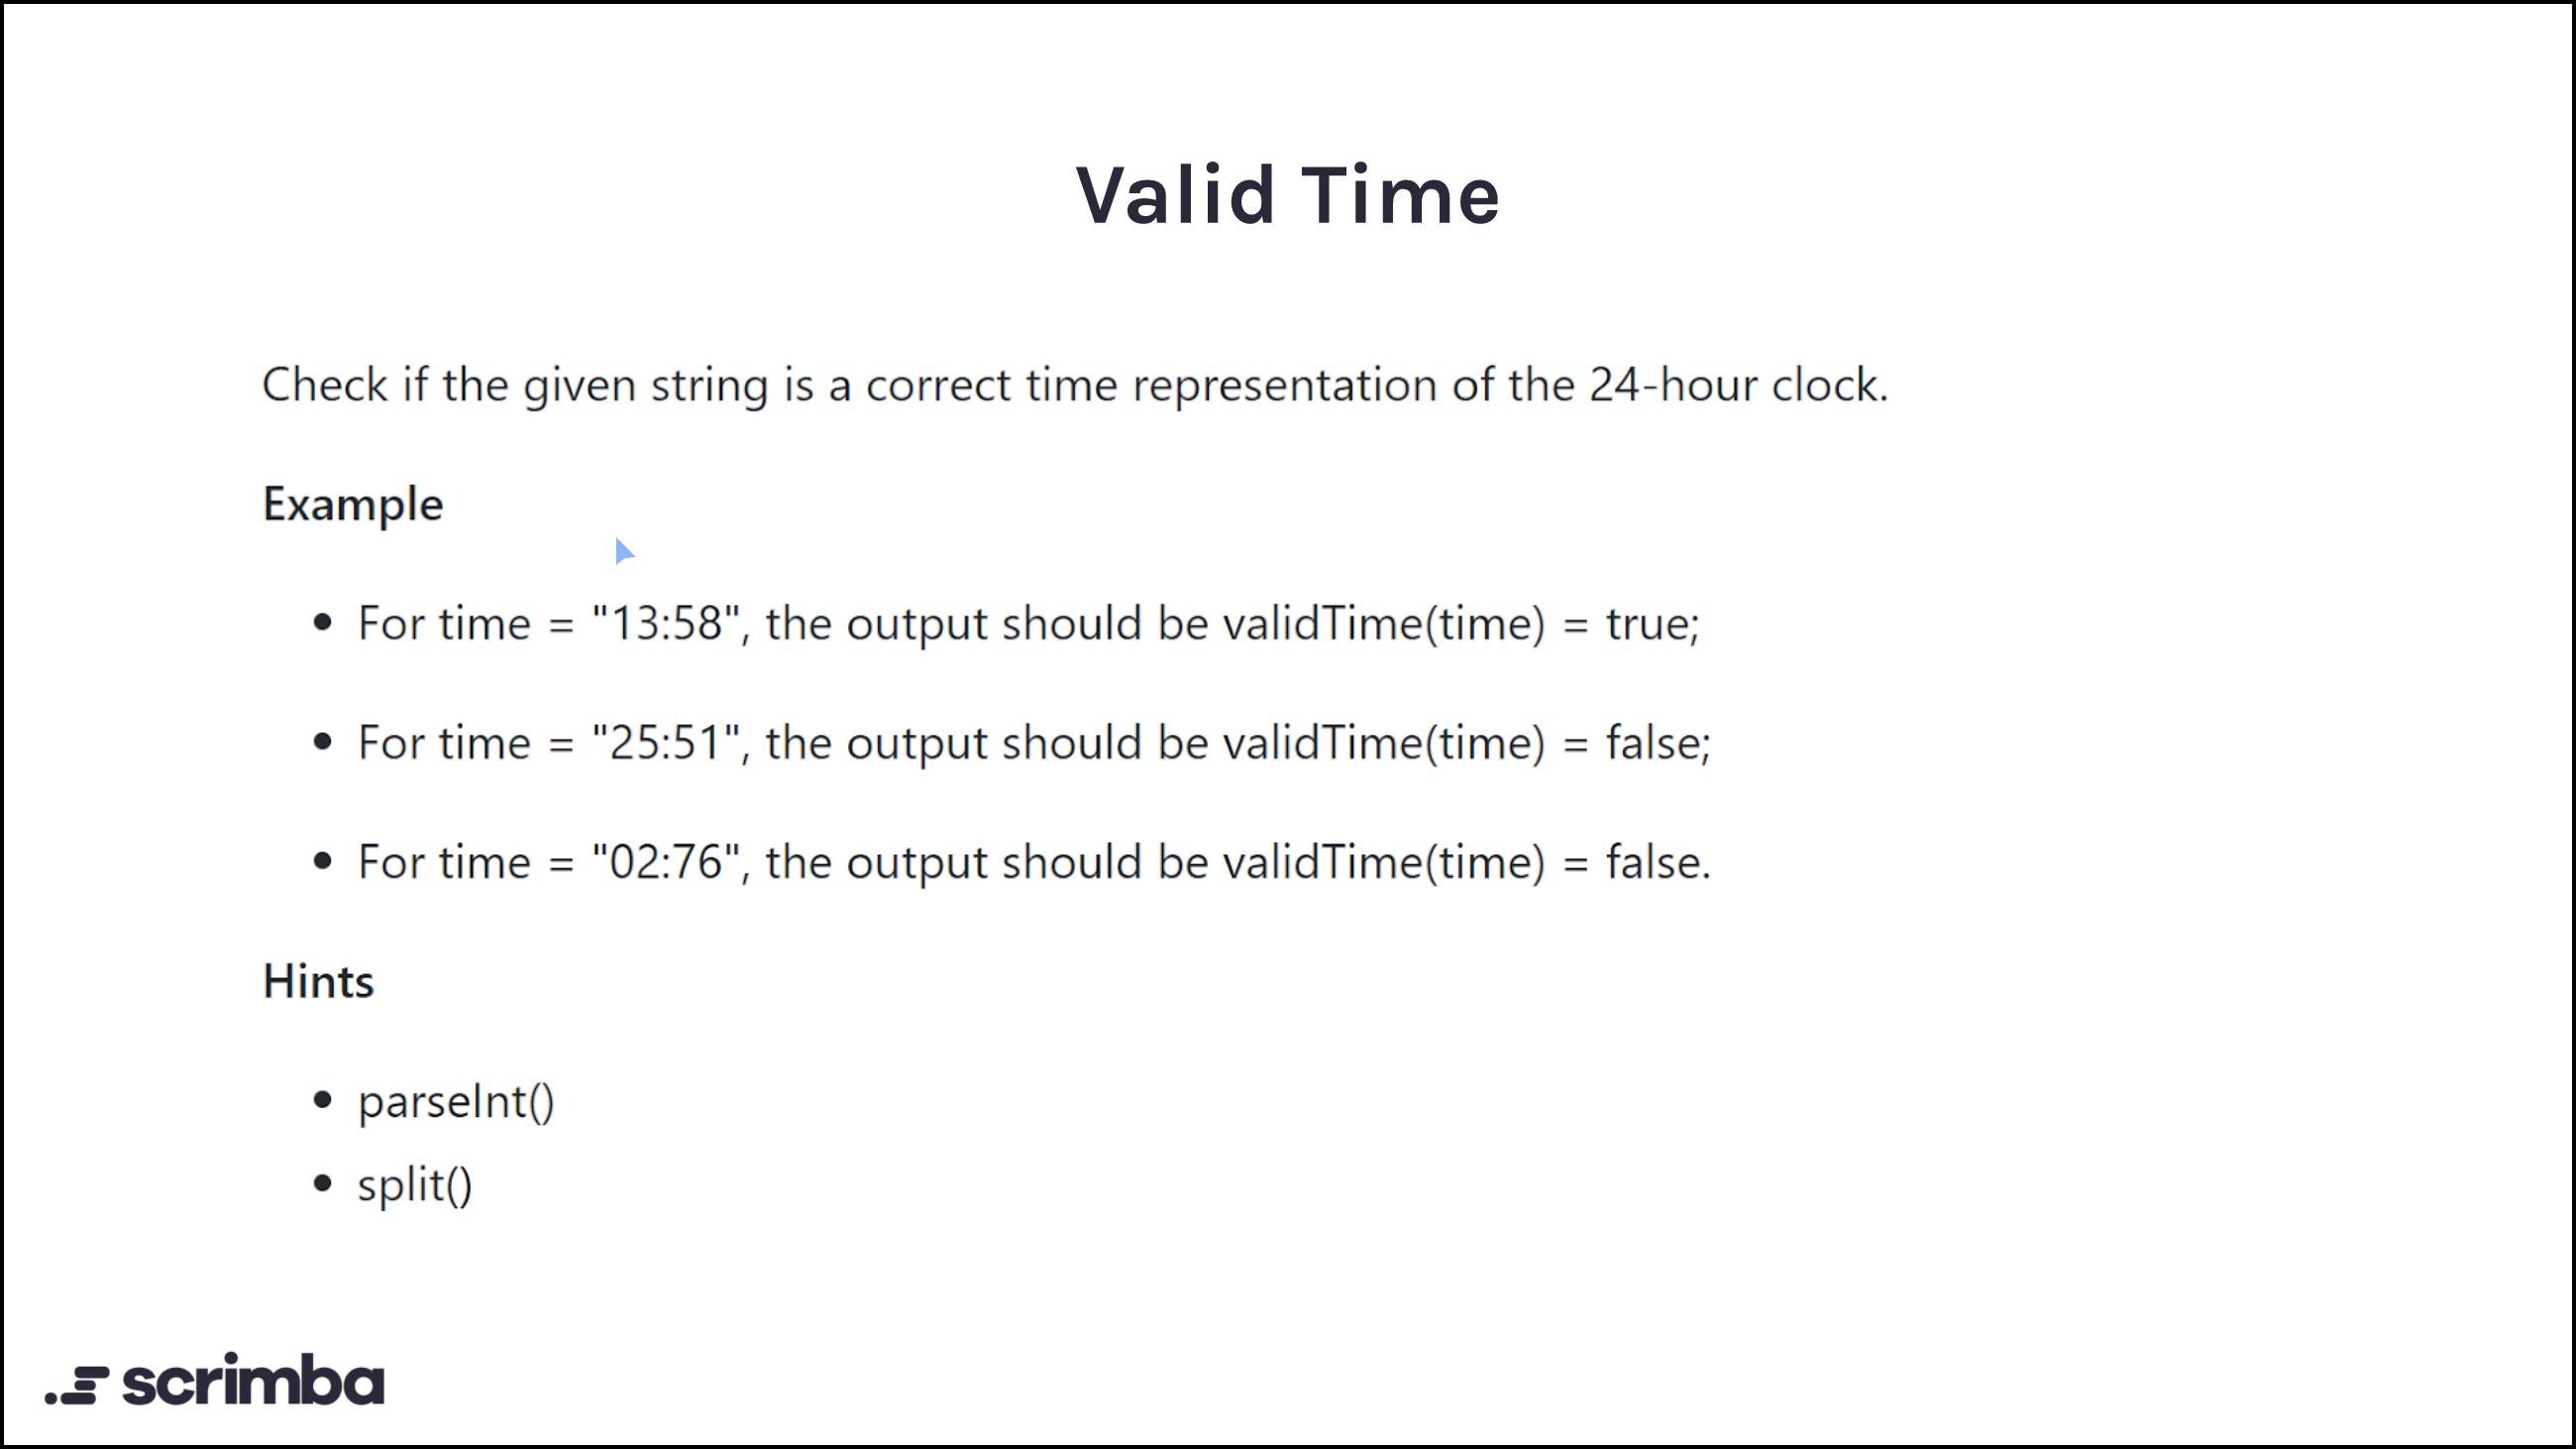 Valid Time
Check if the given string is a correct time representation of the 24-hour clock.
Example
• For time = "13:58", the output should be validTime(time) = true;
• For time = "25:51", the output should be validTime(time) = false;
• For time = "02:76", the output should be validTime(time) = false.
Hints
• parseInt()
• split()
scrimba